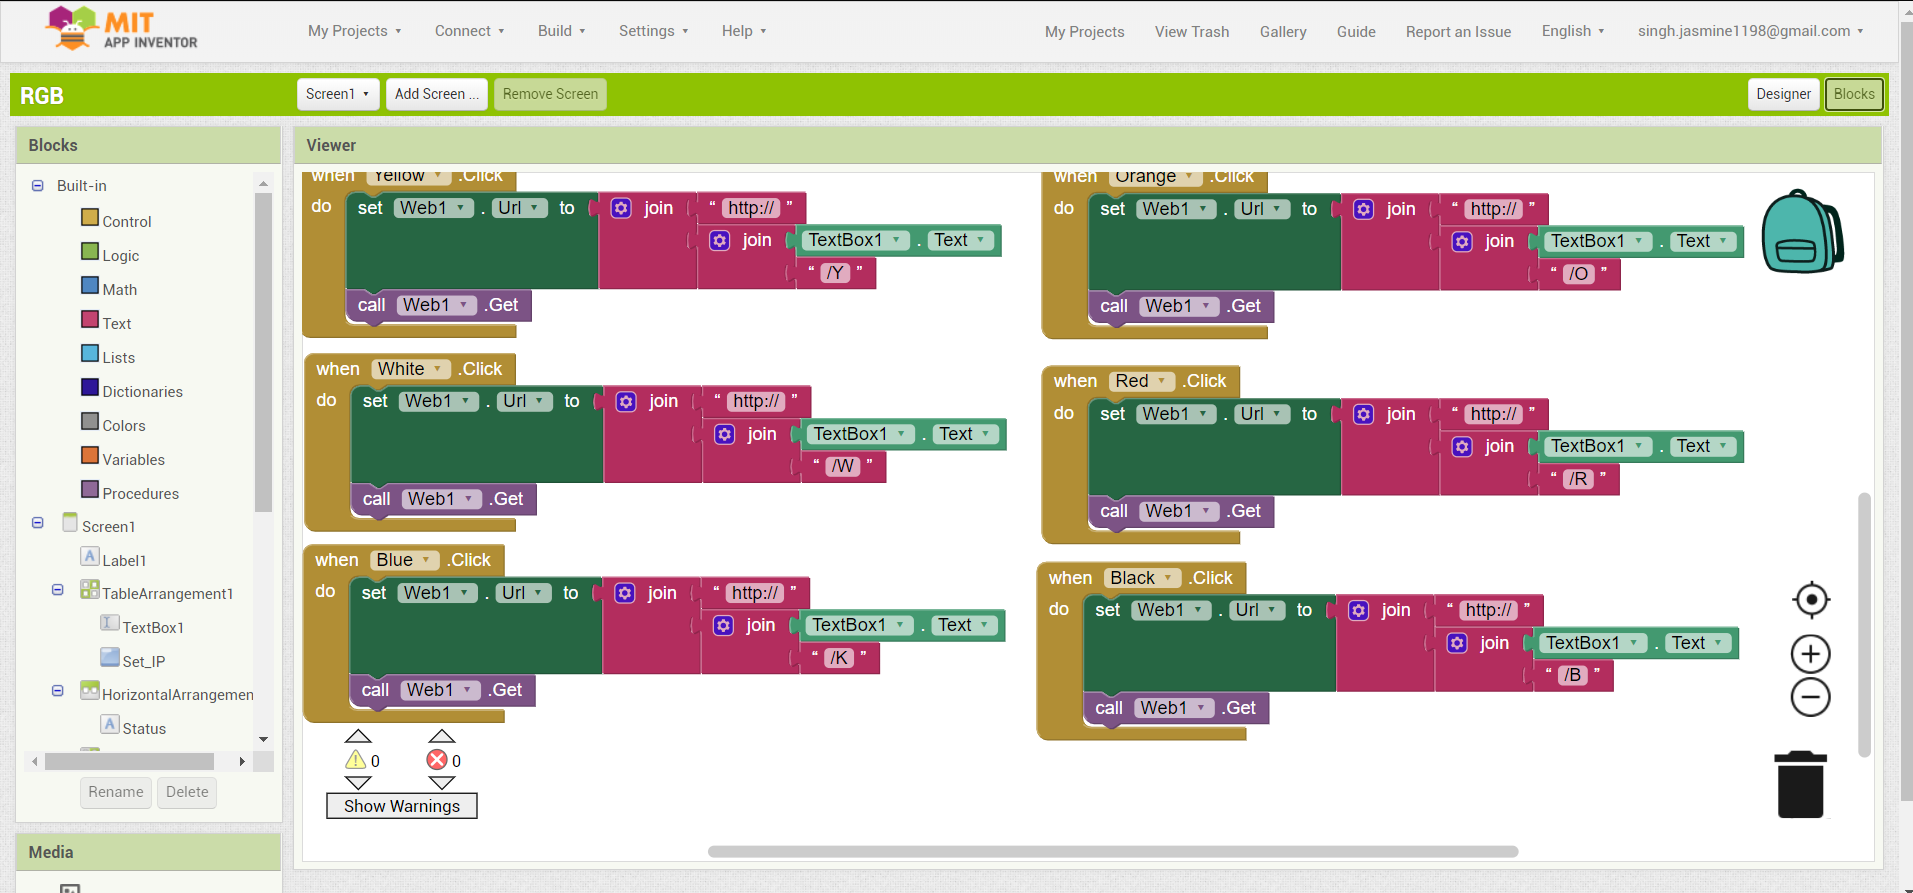 MIT
APP INVENTOR
My Projects
Connect
Build
Settings
Help
My Projects
View Trash
Gallery
Guide
Report an Issue
English
singh.jasmine1198@gmail.com
RGB
Screen1
Add Screen ...
Remove Screen
Designer
Blocks
Blocks
Built-in
Control
Logic
Math
Text
Lists
Dictionaries
Colors
Variables
Procedures
Screen1
Label1
TableArrangement1
TextBox1
Set_IP
HorizontalArrangemen
Status
Rename
Delete
Media
Viewer
when Yellow .Click
do set Web1 . Url to join “ http:// ”
join TextBox1 . Text
“ /Y ”
call Web1 .Get
when White .Click
do set Web1 . Url to join “ http:// ”
join TextBox1 . Text
“ /W ”
call Web1 .Get
when Blue .Click
do set Web1 . Url to join “ http:// ”
join TextBox1 . Text
“ /K ”
call Web1 .Get
0
0
Show Warnings
when Orange .Click
do set Web1 . Url to join “ http:// ”
join TextBox1 . Text
“ /O ”
call Web1 .Get
when Red .Click
do set Web1 . Url to join “ http:// ”
join TextBox1 . Text
“ /R ”
call Web1 .Get
when Black .Click
do set Web1 . Url to join “ http:// ”
join TextBox1 . Text
“ /B ”
call Web1 .Get